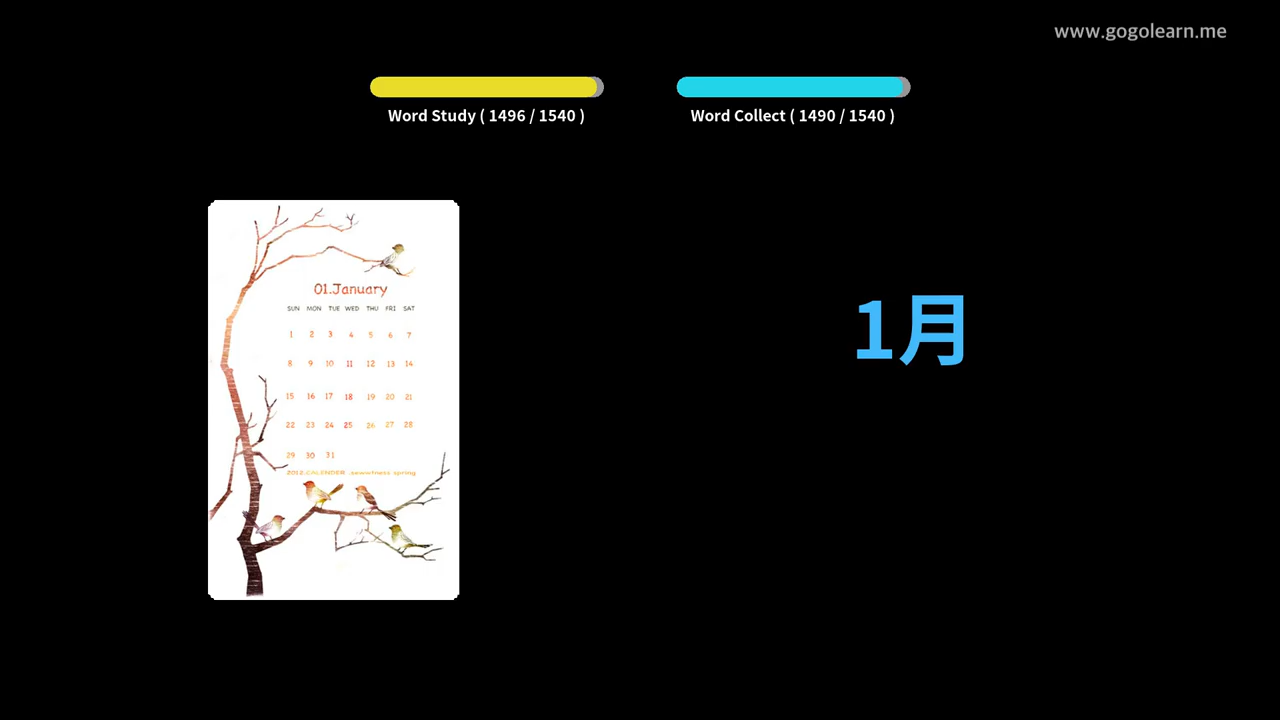 www.gogolearn.me
Word Study ( 1496 / 1540 )
Word Collect ( 1490 / 1540 )
01.January
SUN MON TUE WED THU FRI SAT
1 2 3 4 5 6 7
8 9 10 11 12 13 14
15 16 17 18 19 20 21
22 23 24 25 26 27 28
29 30 31
CALENDER spring
1月